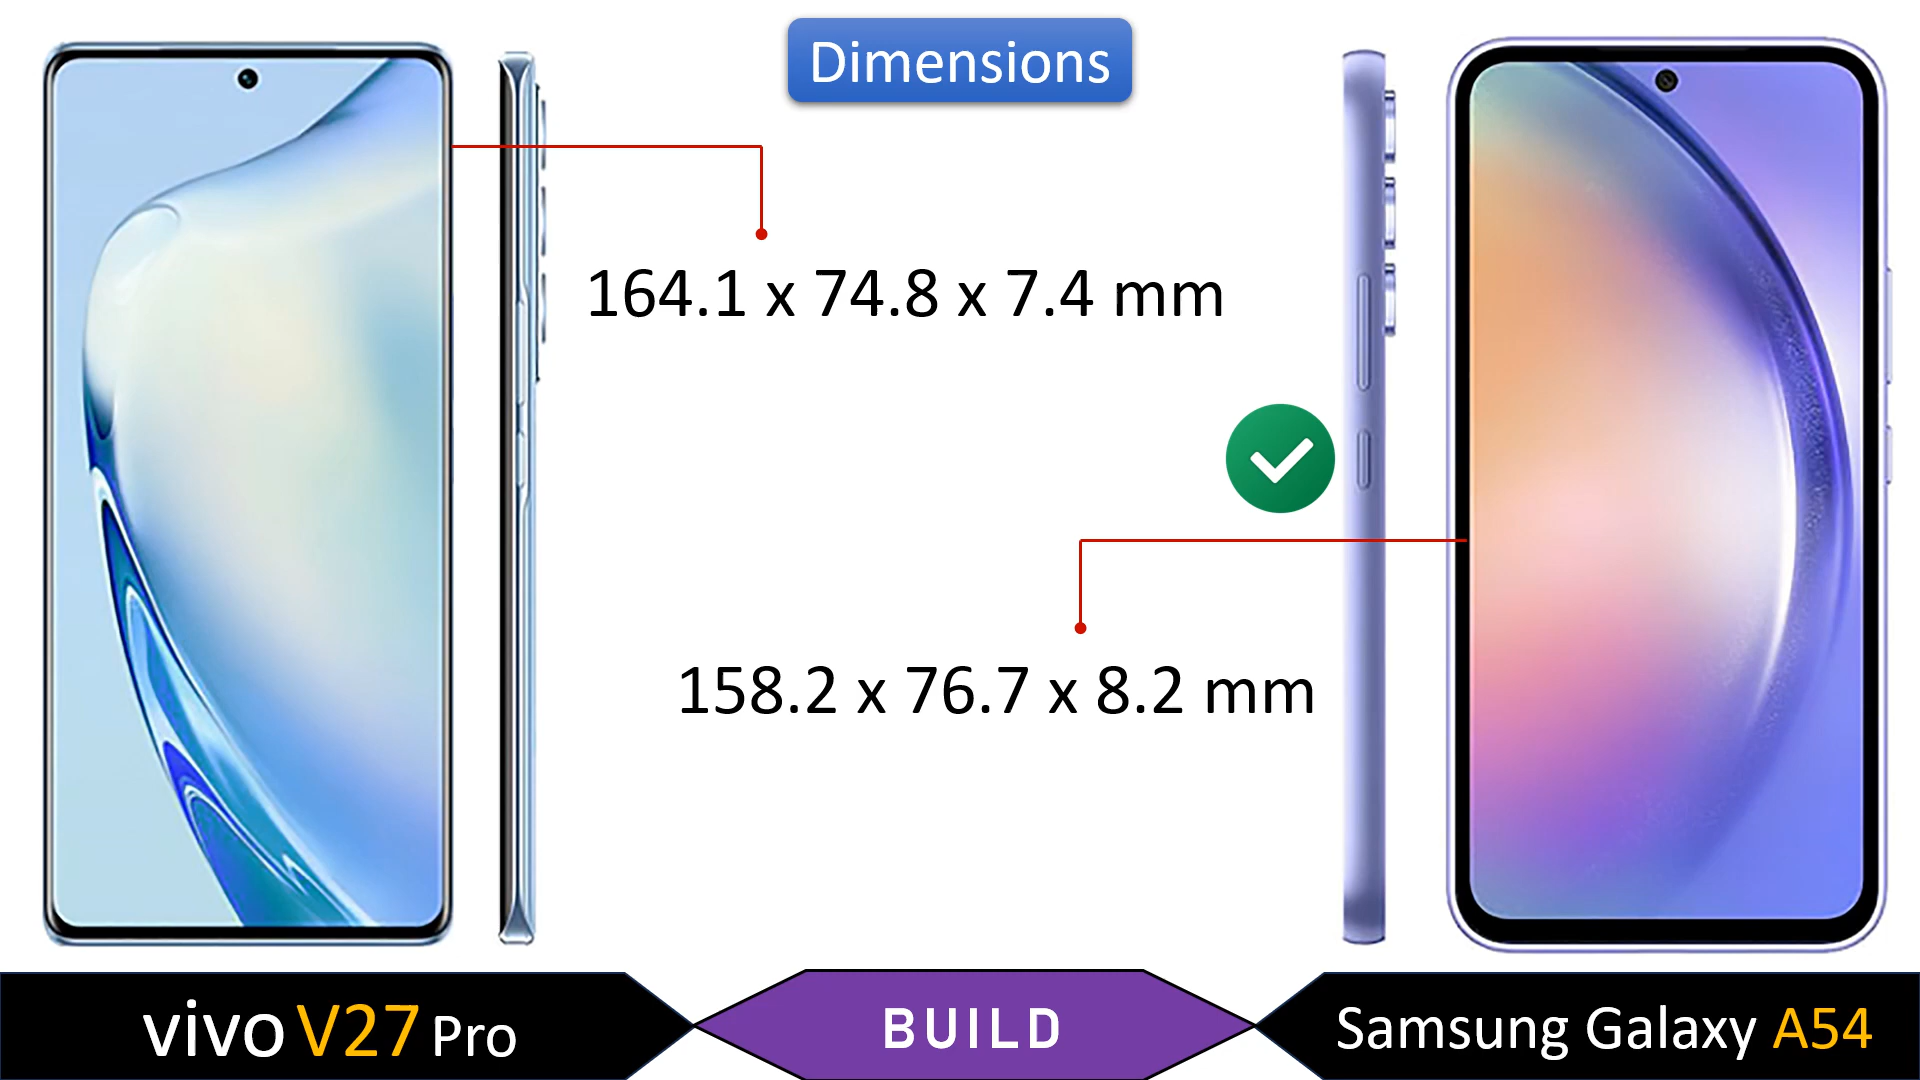 Dimensions
164.1 x 74.8 x 7.4 mm
158.2 x 76.7 x 8.2 mm
vivo V27 Pro
BUILD
Samsung Galaxy A54